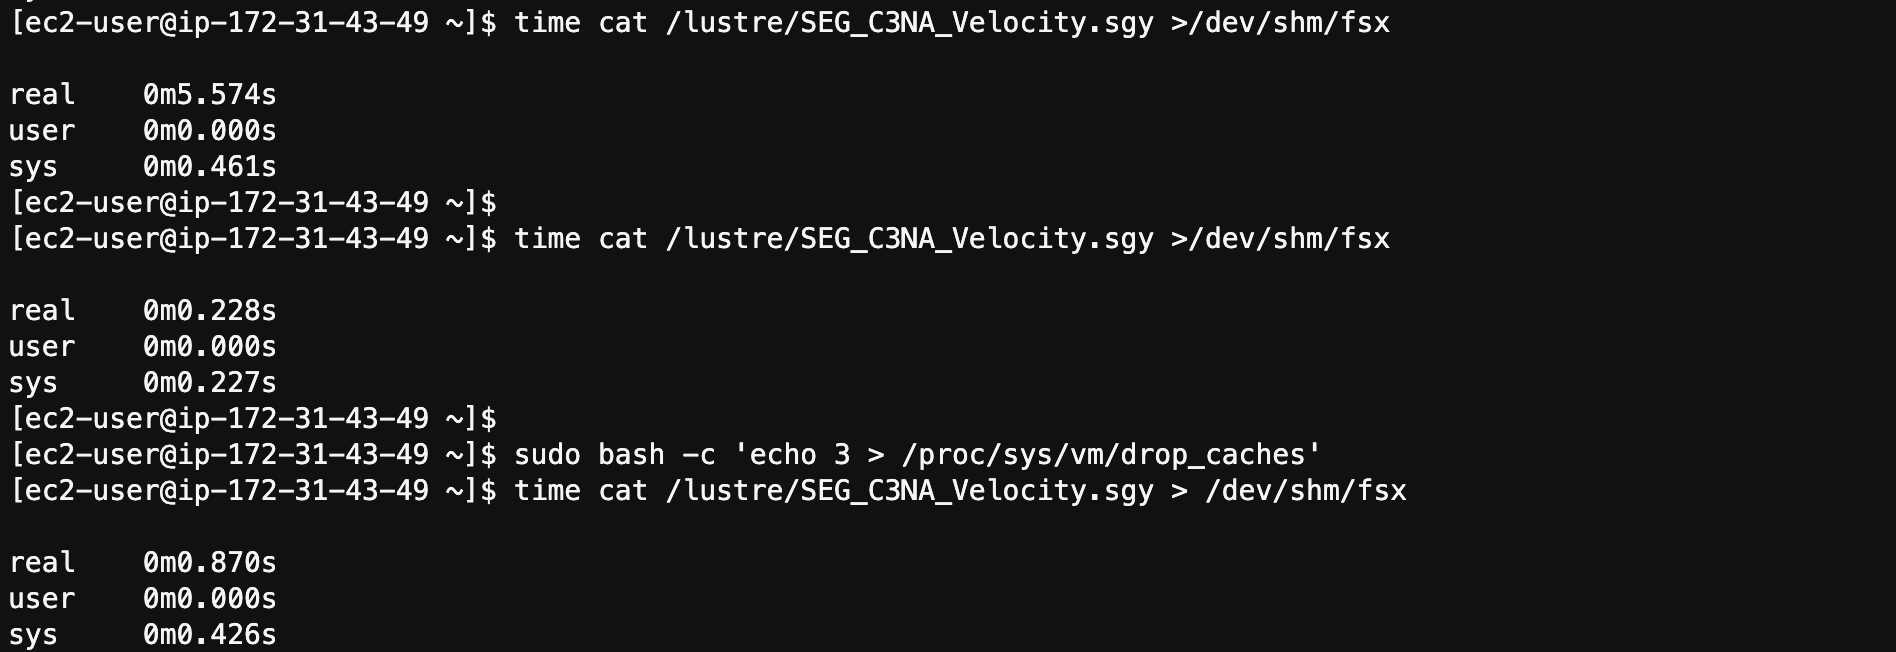 [ec2-user@ip-172-31-43-49 ~]$ time cat /lustre/SEG_C3NA_Velocity.sgy >/dev/shm/fsx
real 0m5.574s
user 0m0.000s
sys 0m0.461s
[ec2-user@ip-172-31-43-49 ~]$
[ec2-user@ip-172-31-43-49 ~]$ time cat /lustre/SEG_C3NA_Velocity.sgy >/dev/shm/fsx
real 0m0.228s
user 0m0.000s
sys 0m0.227s
[ec2-user@ip-172-31-43-49 ~]$
[ec2-user@ip-172-31-43-49 ~]$ sudo bash -c 'echo 3 > /proc/sys/vm/drop_caches'
[ec2-user@ip-172-31-43-49 ~]$ time cat /lustre/SEG_C3NA_Velocity.sgy > /dev/shm/fsx
real 0m0.870s
user 0m0.000s
sys 0m0.426s